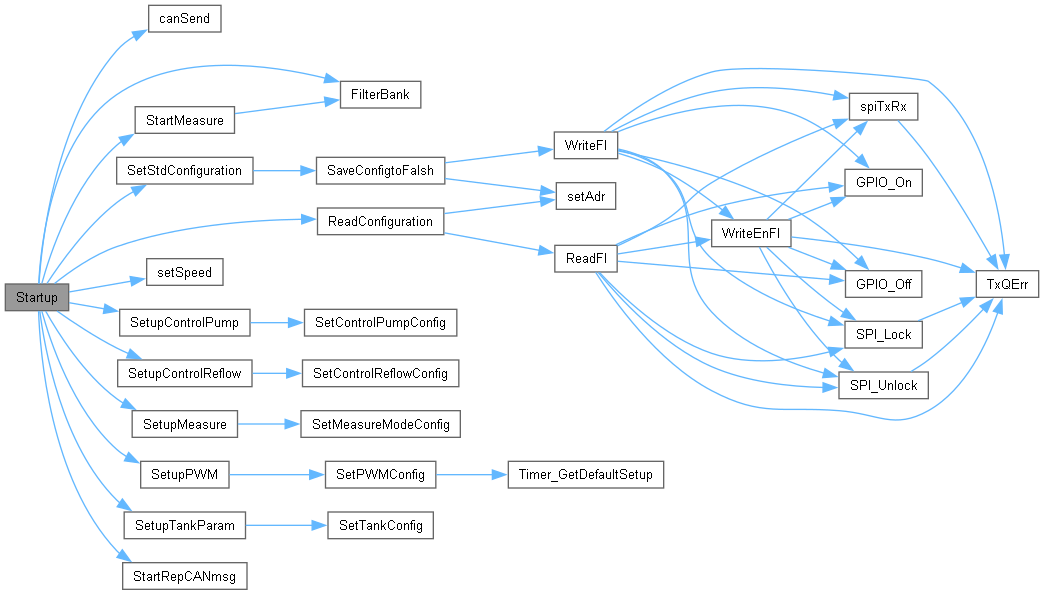 canSend
FilterBank
StartMeasure
spiTxRx
WriteFl
SetStdConfiguration
SaveConfigtoFalsh
GPIO_On
setAdr
ReadConfiguration
WriteEnFl
ReadFl
setSpeed
GPIO_Off
TxQErr
Startup
SetupControlPump
SetControlPumpConfig
SPI_Lock
SetupControlReflow
SetControlReflowConfig
SPI_Unlock
SetupMeasure
SetMeasureModeConfig
SetupPWM
SetPWMConfig
Timer_GetDefaultSetup
SetupTankParam
SetTankConfig
StartRepCANmsg